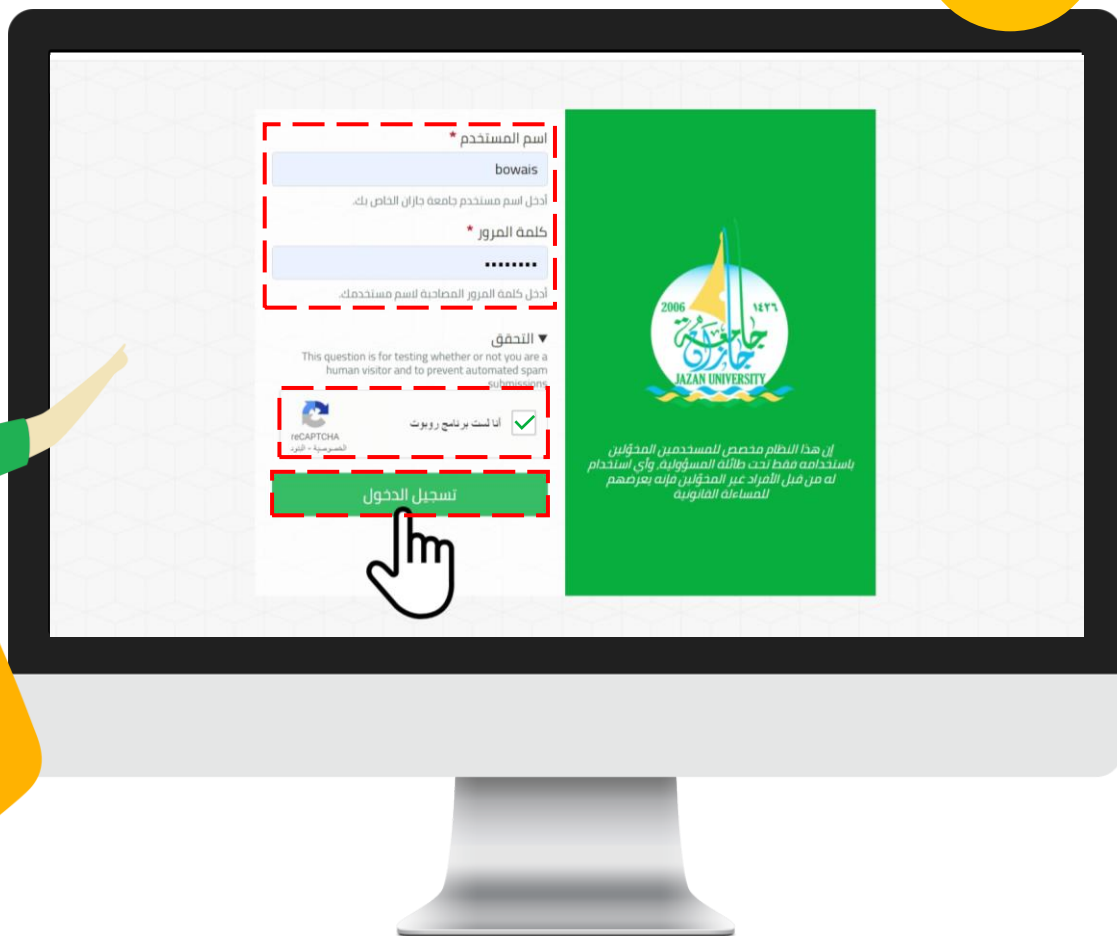 اسم المستخدم *
bowais
أدخل اسم مستخدم جامعة جازان الخاص بك.
كلمة المرور *
••••••••
أدخل كلمة المرور المصاحبة لاسم مستخدمك.
▼ التحقق
This question is for testing whether or not you are a
human visitor and to prevent automated spam
submissions
أنا لست برنامج روبوت
reCAPTCHA
الخصوصية - البنود
تسجيل الدخول
2006
١٤٢٦
جامعة
جازان
JAZAN UNIVERSITY
إن هذا النظام مخصص للمستخدمين المخوّلين
باستخدامه فقط تحت طائلة المسؤولية, وأي استخدام
له من قبل الأفراد غير المخوّلين فإنه يعرضهم
للمساءلة القانونية